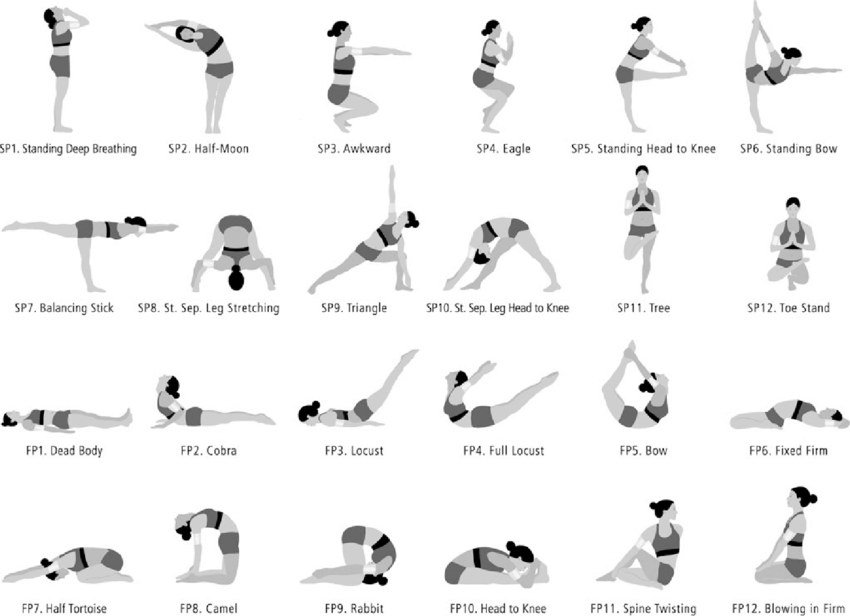 SP1. Standing Deep Breathing
SP2. Half-Moon
SP3. Awkward
SP4. Eagle
SP5. Standing Head to Knee
SP6. Standing Bow
SP7. Balancing Stick
SP8. St. Sep. Leg Stretching
SP9. Triangle
SP10. St. Sep. Leg Head to Knee
SP11. Tree
SP12. Toe Stand
FP1. Dead Body
FP2. Cobra
FP3. Locust
FP4. Full Locust
FP5. Bow
FP6. Fixed Firm
FP7. Half Tortoise
FP8. Camel
FP9. Rabbit
FP10. Head to Knee
FP11. Spine Twisting
FP12. Blowing in Firm